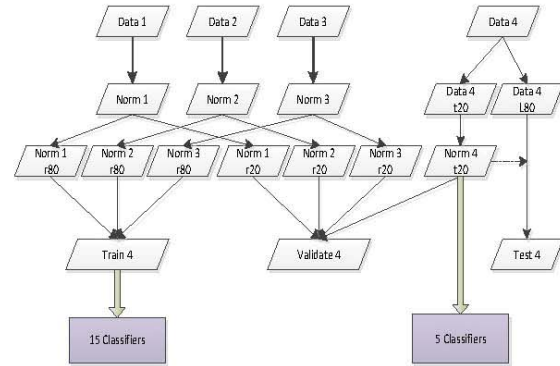 Data 1 Data 2 Data 3 Data 4
Norm 1 Norm 2 Norm 3 Data 4 Data 4
t20 L80
Norm 1 Norm 2 Norm 3 Norm 1 Norm 2 Norm 3 Norm 4
r80 r80 r80 r20 r20 r20 t20
Train 4 Validate 4 Test 4
15 Classifiers 5 Classifiers